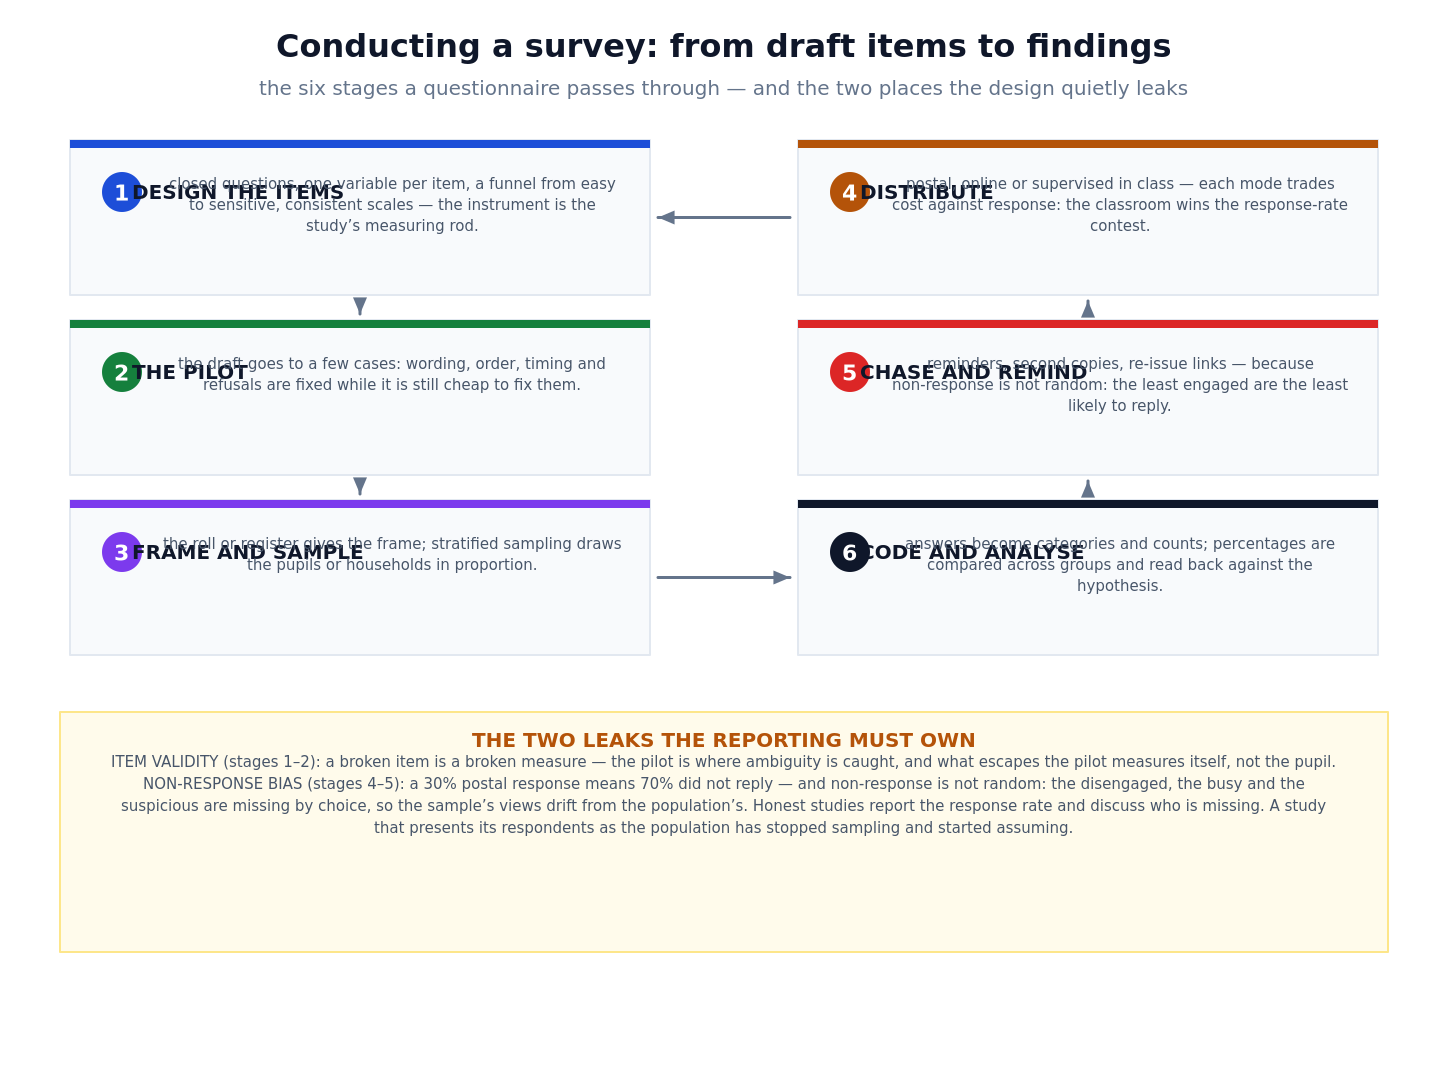 Conducting a survey: from draft items to findings
the six stages a questionnaire passes through — and the two places the design quietly leaks
1 DESIGN THE ITEMS
closed questions, one variable per item, a funnel from easy
to sensitive, consistent scales — the instrument is the
study’s measuring rod.
2 THE PILOT
the draft goes to a few cases: wording, order, timing and
refusals are fixed while it is still cheap to fix them.
3 FRAME AND SAMPLE
the roll or register gives the frame; stratified sampling draws
the pupils or households in proportion.
4 DISTRIBUTE
postal, online or supervised in class — each mode trades
cost against response: the classroom wins the response-rate
contest.
5 CHASE AND REMIND
reminders, second copies, re-issue links — because
non-response is not random: the least engaged are the least
likely to reply.
6 CODE AND ANALYSE
answers become categories and counts; percentages are
compared across groups and read back against the
hypothesis.
THE TWO LEAKS THE REPORTING MUST OWN
ITEM VALIDITY (stages 1–2): a broken item is a broken measure — the pilot is where ambiguity is caught, and what escapes the pilot measures itself, not the pupil.
NON-RESPONSE BIAS (stages 4–5): a 30% postal response means 70% did not reply — and non-response is not random: the disengaged, the busy and the
suspicious are missing by choice, so the sample’s views drift from the population’s. Honest studies report the response rate and discuss who is missing. A study
that presents its respondents as the population has stopped sampling and started assuming.